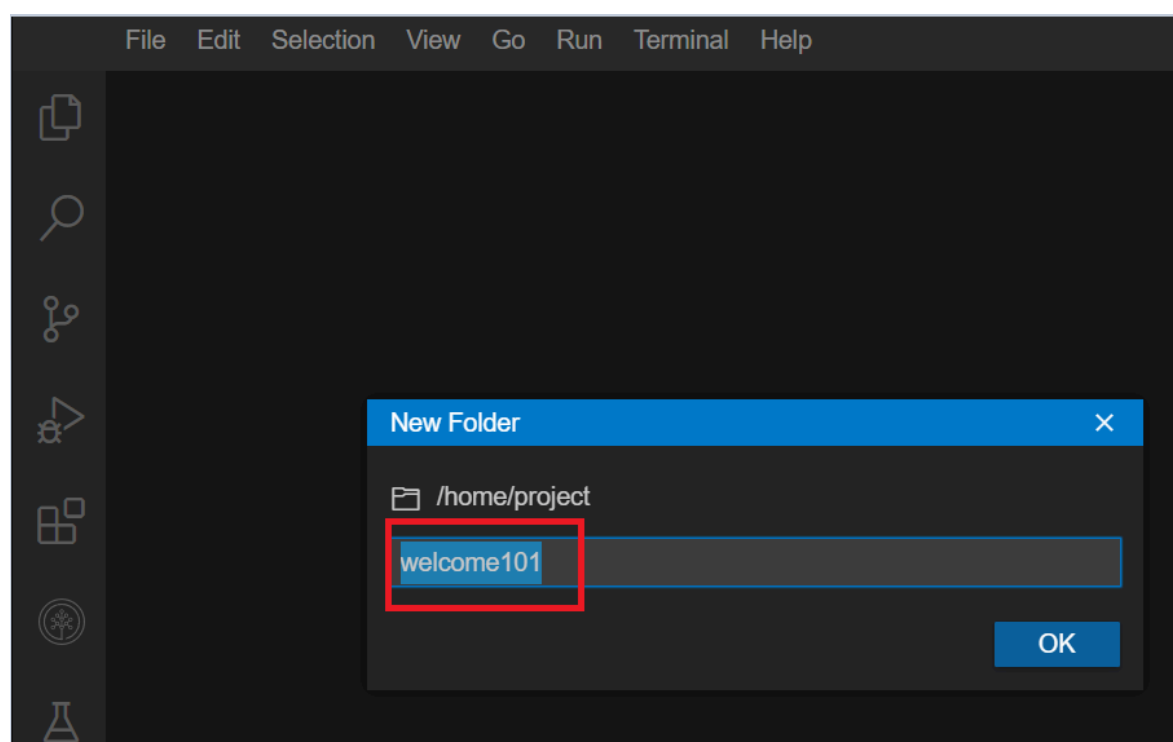 File Edit Selection View Go Run Terminal Help
New Folder
/home/project
welcome101
OK